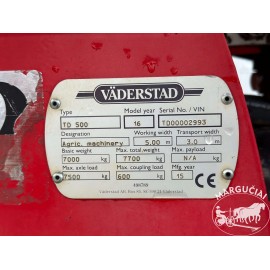 VÄDERSTAD
Type Model year Serial No./ VIN
TD 500 16 TD00002993
Designation Working width Transport width
Agric. machinery 5,00 m 3,0 m
Basic weight Max. total.weight Max. payload
7000 kg 7700 kg N/A kg
Max. axle load Max. coupling load Mfg year
7500 kg 600 kg 15 CE
MARGUČIAI